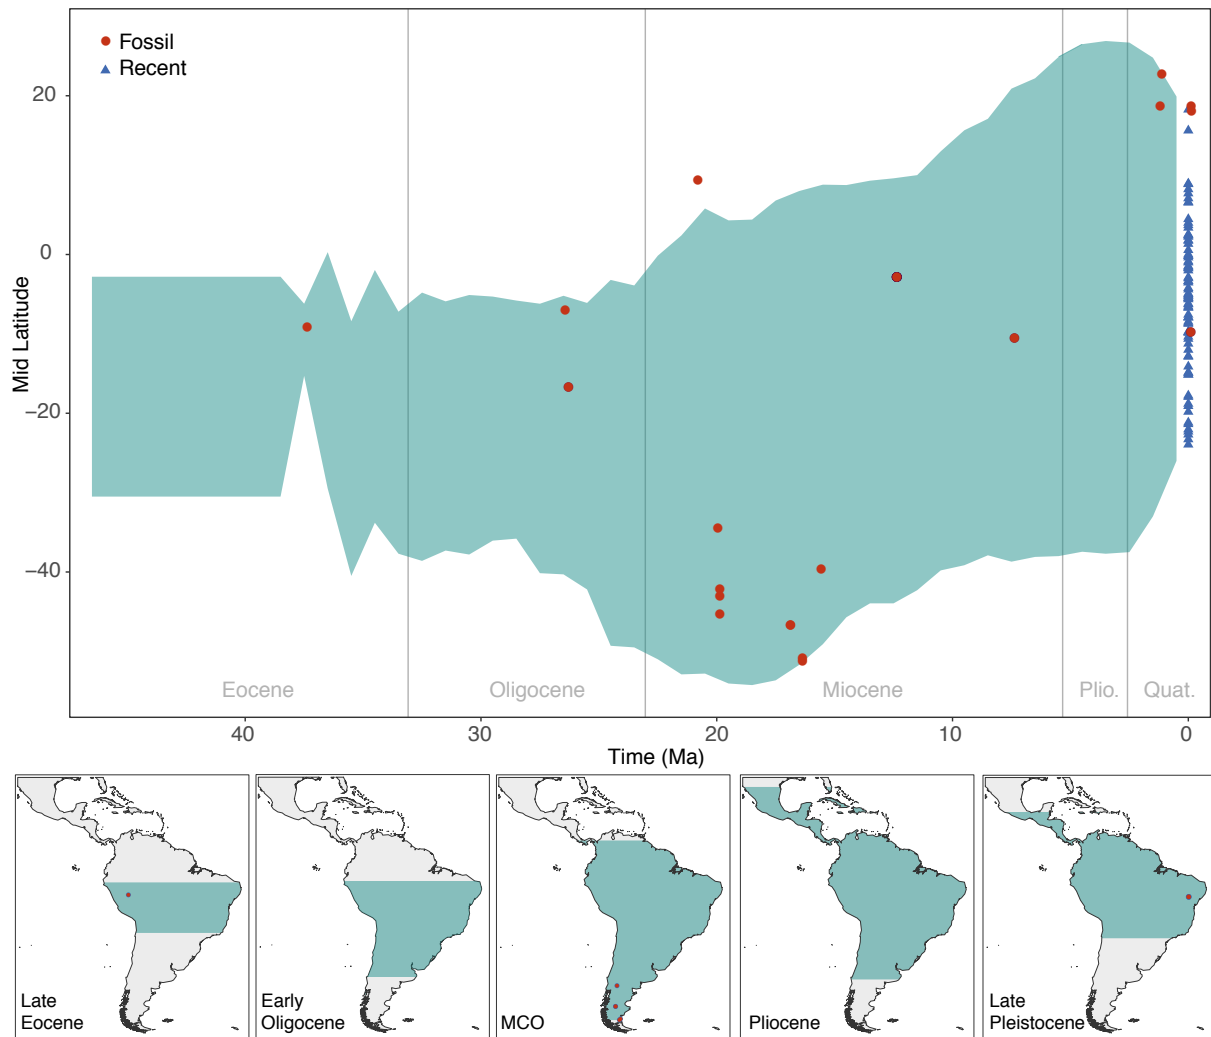 Fossil
Recent
20
0
−20
−40
Mid Latitude
Eocene
Oligocene
Miocene
Plio.
Quat.
40
30
20
10
0
Time (Ma)
Late
Eocene
Early
Oligocene
MCO
Pliocene
Late
Pleistocene